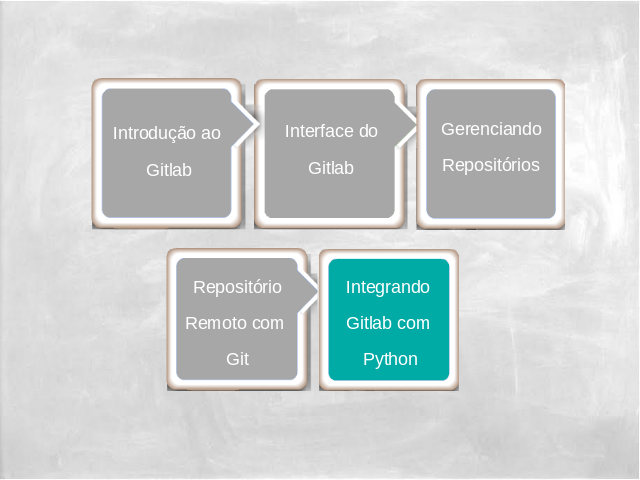 Introdução ao
Gitlab
Interface do
Gitlab
Gerenciando
Repositórios
Repositório
Remoto com
Git
Integrando
Gitlab com
Python